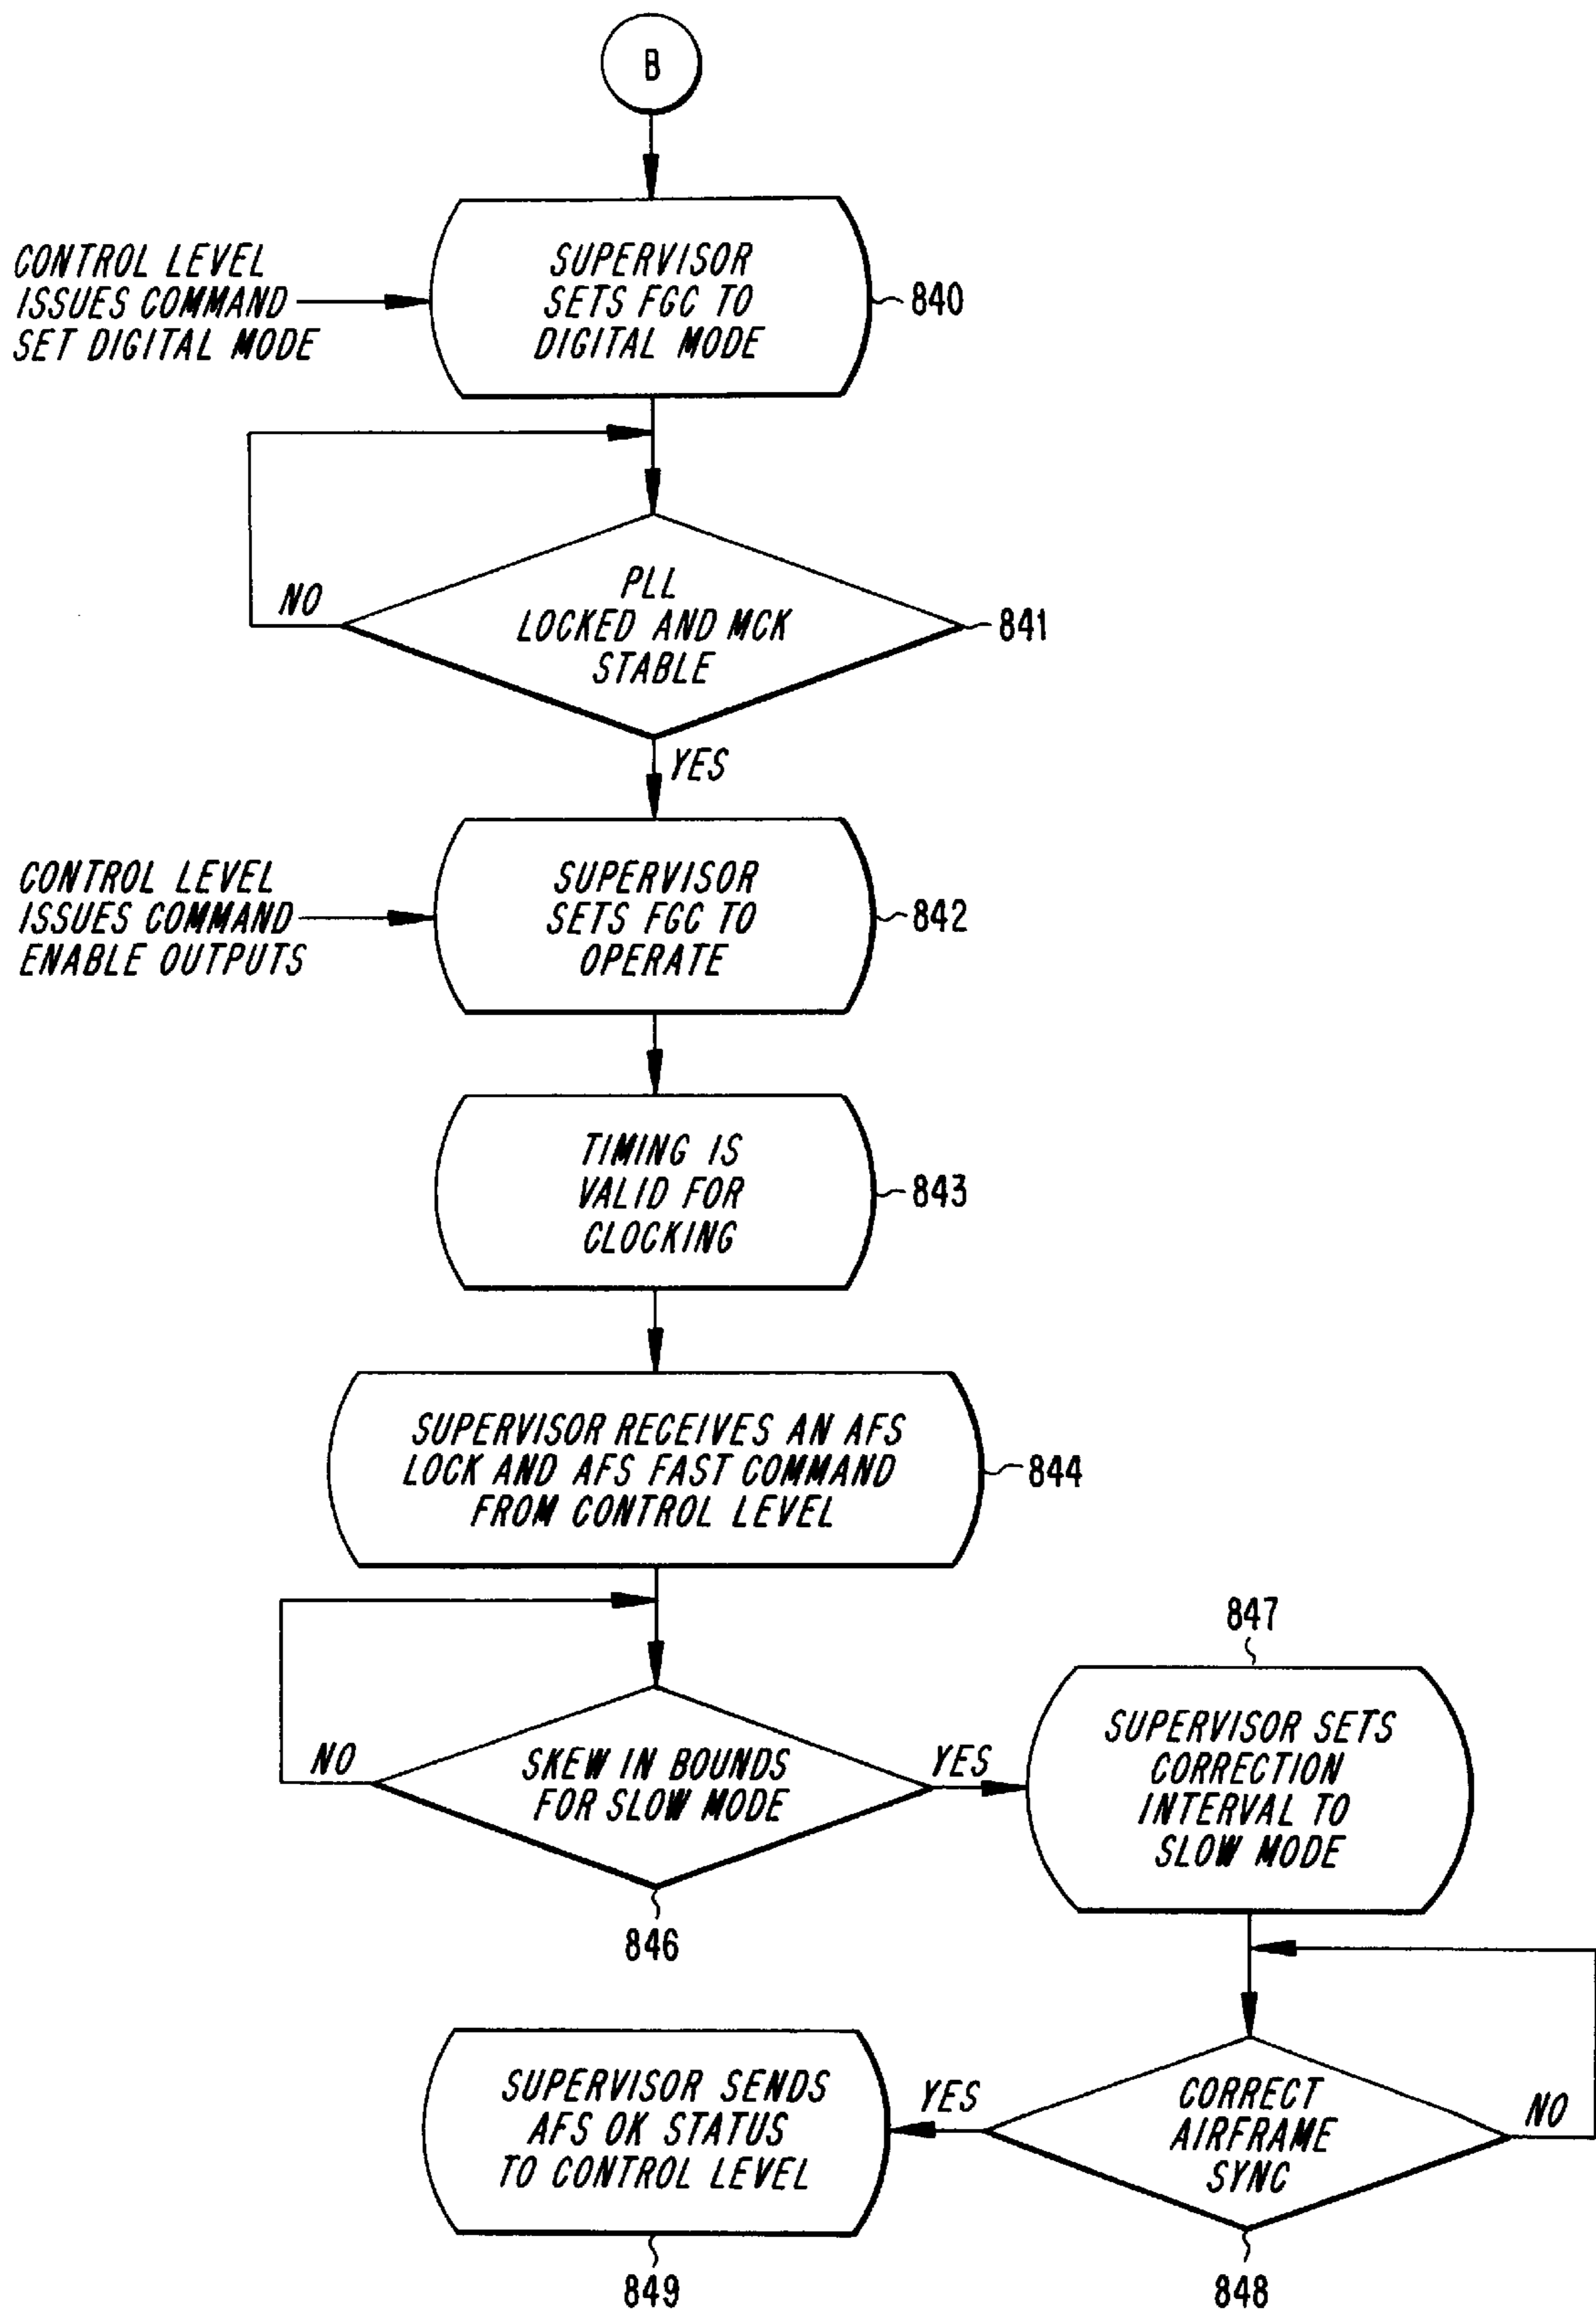 B
CONTROL LEVEL
ISSUES COMMAND
SET DIGITAL MODE
SUPERVISOR
SETS FGC TO
DIGITAL MODE
840
NO
PLL
LOCKED AND MCK
STABLE
841
YES
CONTROL LEVEL
ISSUES COMMAND
ENABLE OUTPUTS
SUPERVISOR
SETS FGC TO
OPERATE
842
TIMING IS
VALID FOR
CLOCKING
843
SUPERVISOR RECEIVES AN AFS
LOCK AND AFS FAST COMMAND
FROM CONTROL LEVEL
844
NO
SKEW IN BOUNDS
FOR SLOW MODE
YES
846
847
SUPERVISOR SETS
CORRECTION
INTERVAL TO
SLOW MODE
CORRECT
AIRFRAME
SYNC
NO
YES
848
SUPERVISOR SENDS
AFS OK STATUS
TO CONTROL LEVEL
849